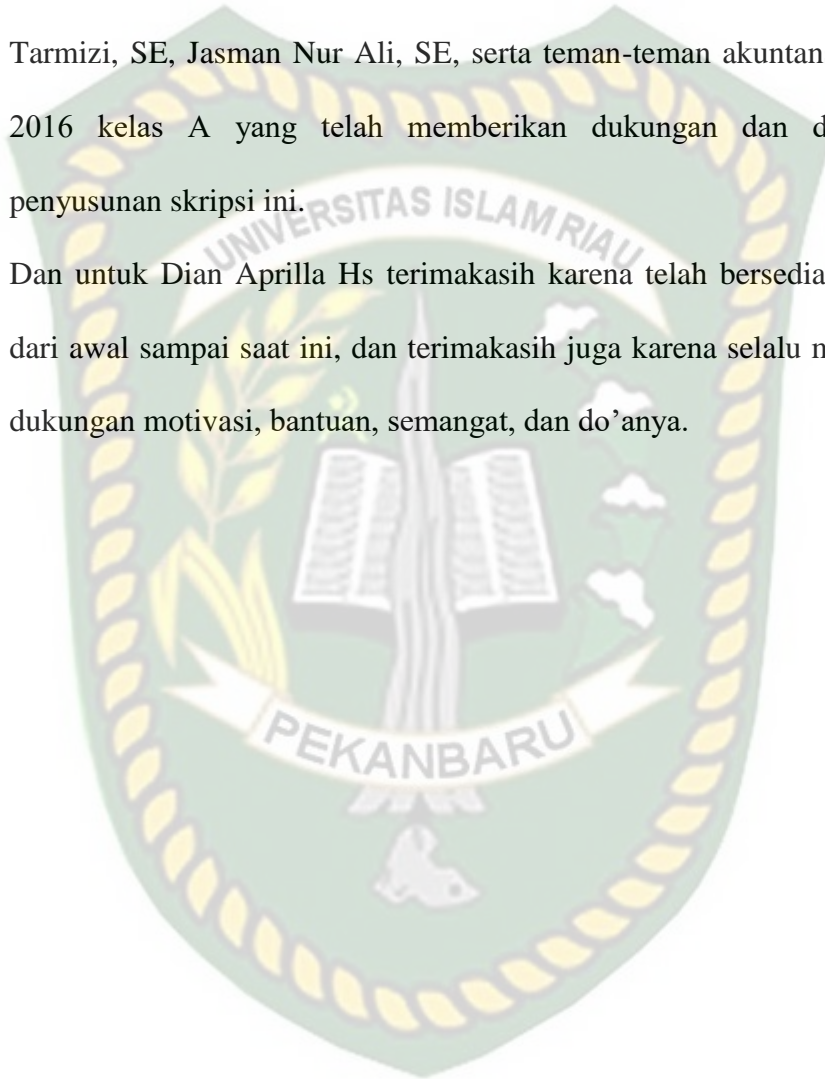 Tarmizi, SE, Jasman Nur Ali, SE, serta teman-teman akuntan
2016 kelas A yang telah memberikan dukungan dan d
penyusunan skripsi ini.
UNIVERSITAS ISLAM RIAU
Dan untuk Dian Aprilla Hs terimakasih karena telah bersedia
dari awal sampai saat ini, dan terimakasih juga karena selalu
dukungan motivasi, bantuan, semangat, dan do’anya.
PEKANBARU